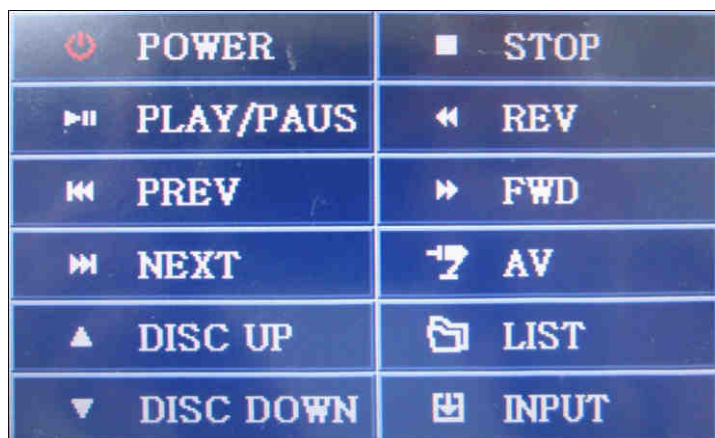 POWER STOP
PLAY/PAUS REV
PREV FWD
NEXT AV
DISC UP LIST
DISC DOWN INPUT